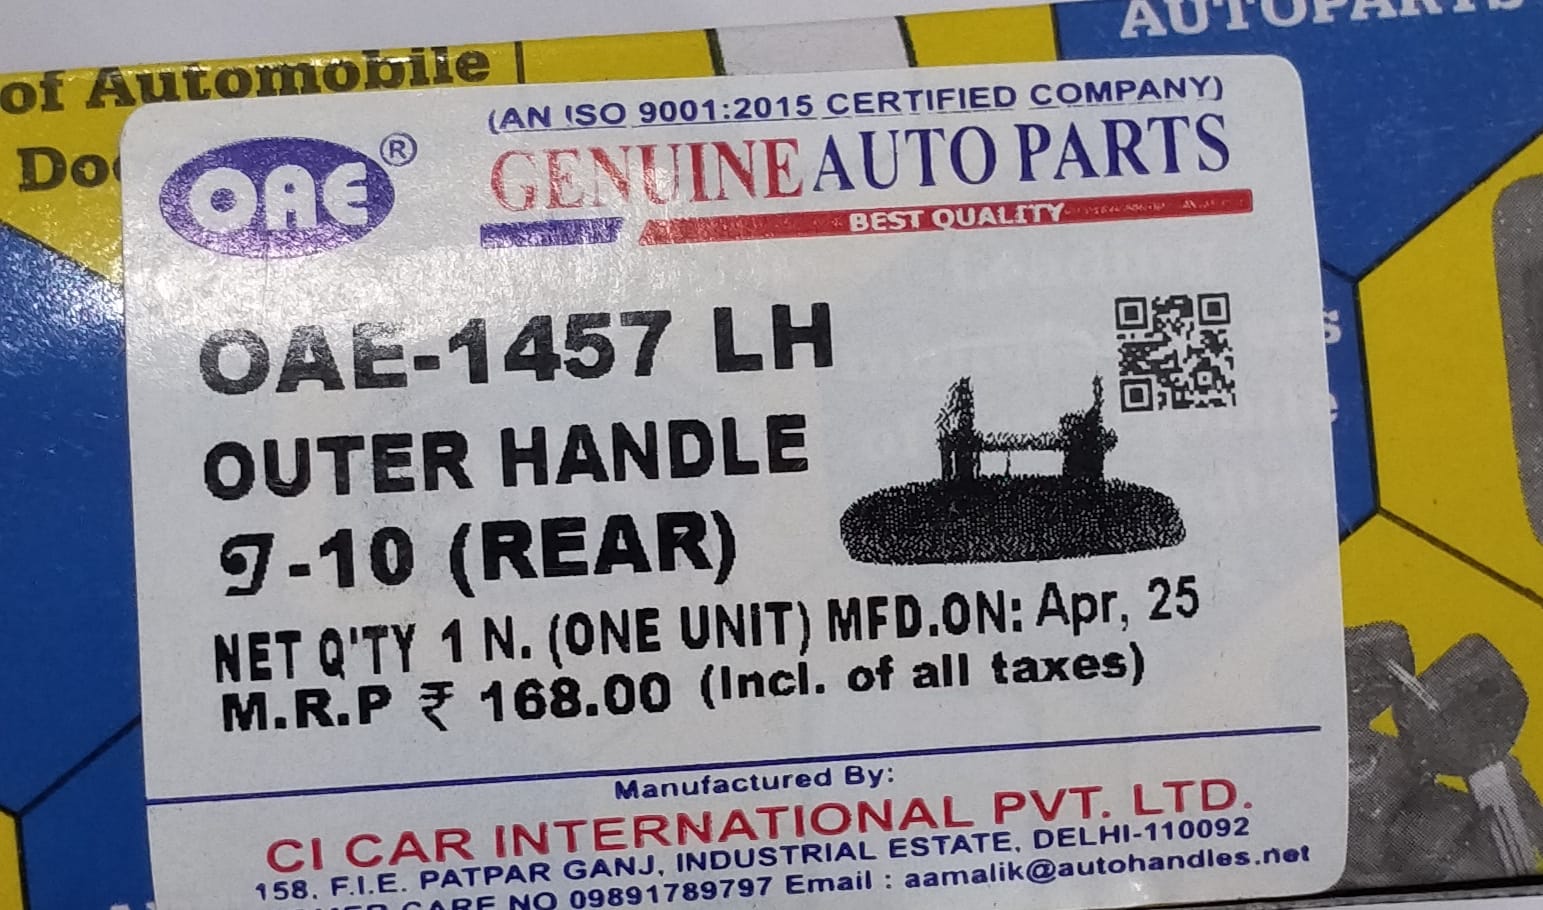 AUTOPARTS
of Automobile
Doo
(AN ISO 9001:2015 CERTIFIED COMPANY)
OAE®
GENUINE AUTO PARTS
BEST QUALITY
OAE-1457 LH
OUTER HANDLE
I-10 (REAR)
NET Q'TY 1 N. (ONE UNIT) MFD.ON: Apr, 25
M.R.P ₹ 168.00 (Incl. of all taxes)
Manufactured By:
CI CAR INTERNATIONAL PVT. LTD.
158, F.I.E. PATPAR GANJ, INDUSTRIAL ESTATE, DELHI-110092
CARE NO 09891789797 Email : aamalik@autohandles.net